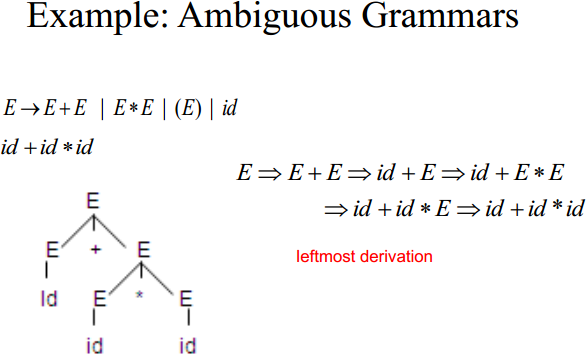 Example: Ambiguous Grammars
E → E + E | E * E | (E) | id
id + id * id
E ⇒ E + E ⇒ id + E ⇒ id + E * E
⇒ id + id * E ⇒ id + id * id
leftmost derivation
E
E + E
Id E * E
id id